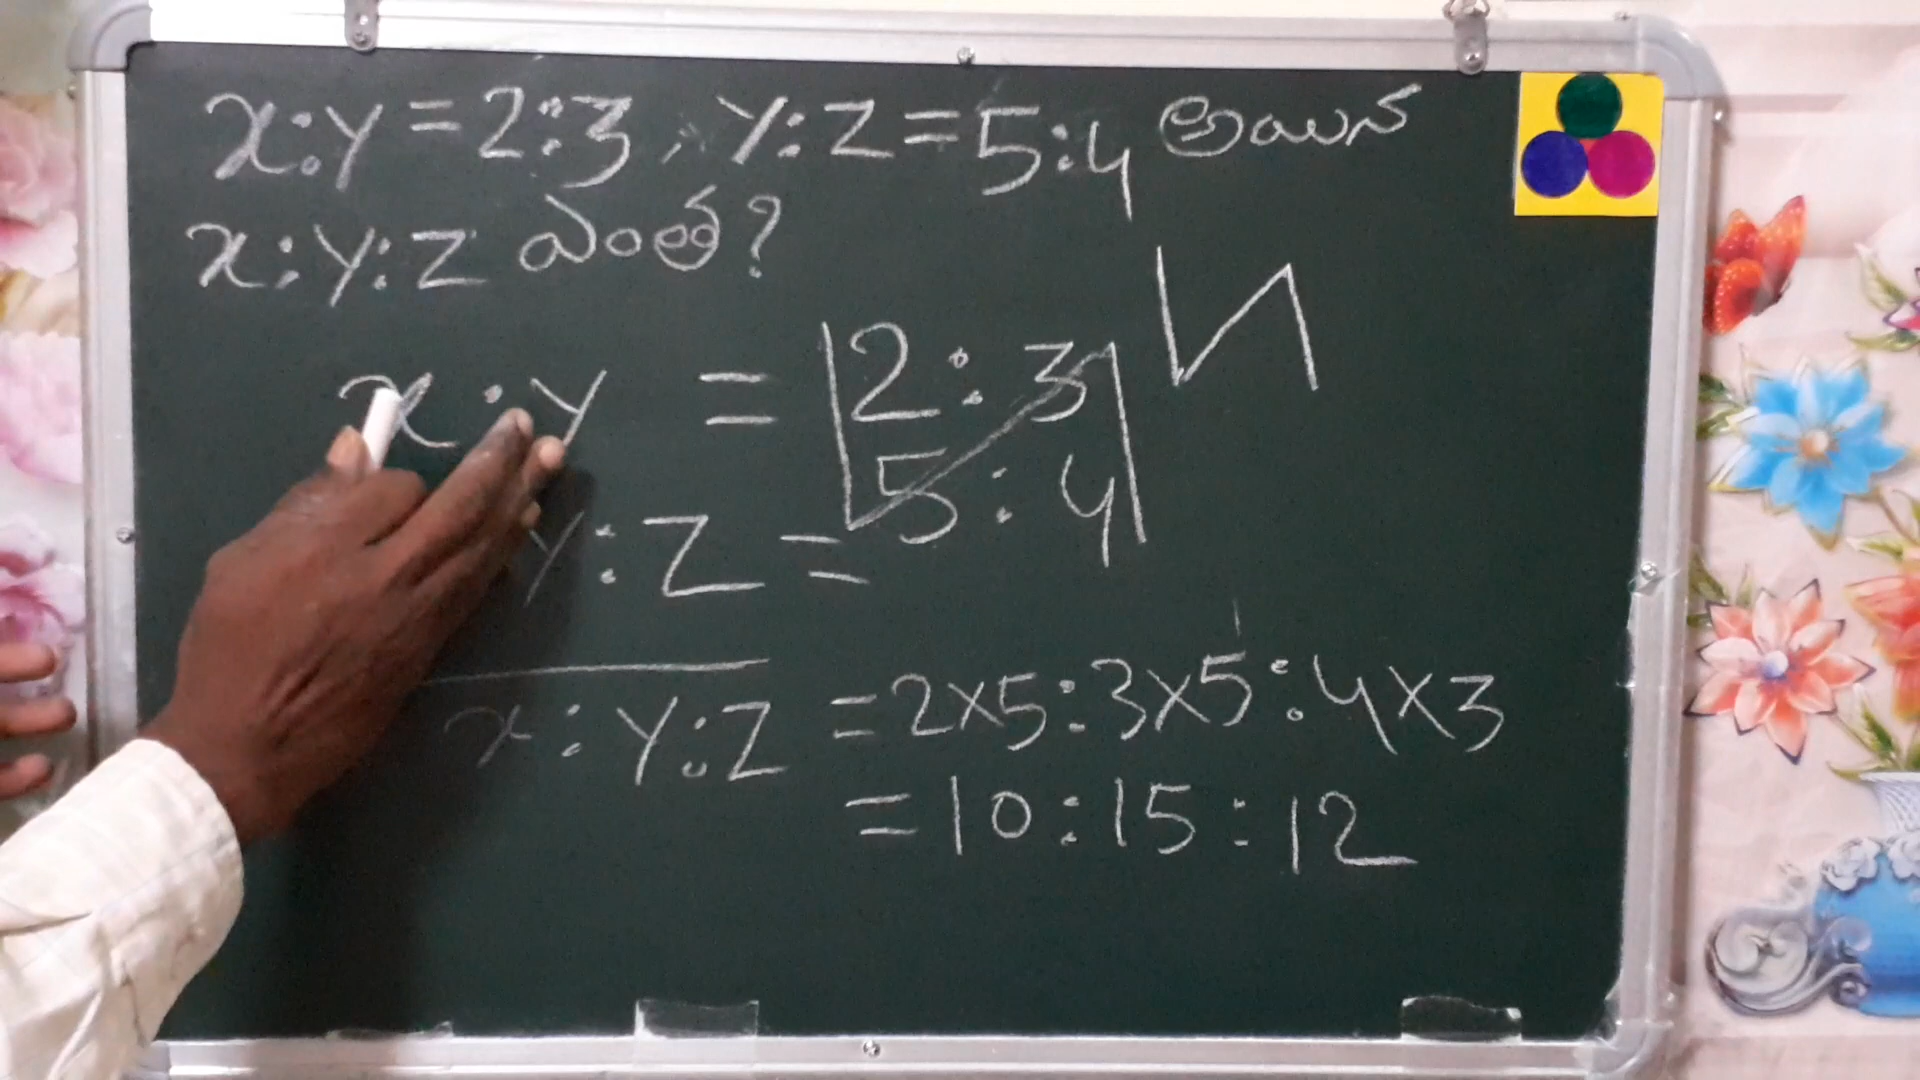 x:y=2:3, y:z=5:4 అయిన
x:y:z ఎంత?
x:y = 2:3
y:z = 5:4
x:y:z =2×5:3×5:4×3
=10:15:12